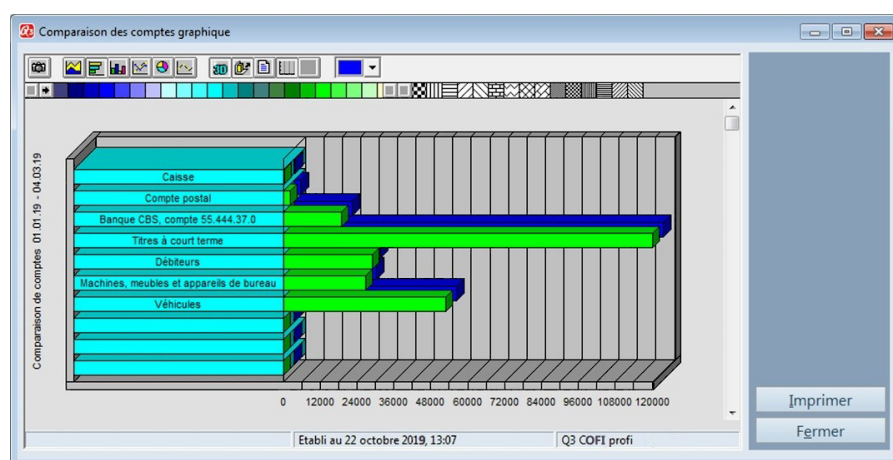 Comparaison des comptes graphique
3D
Comparaison de comptes 01.01.19 - 04.03.19
Caisse
Compte postal
Banque CBS, compte 55.444.37.0
Titres à court terme
Débiteurs
Machines, meubles et appareils de bureau
Véhicules
0 12000 24000 36000 48000 60000 72000 84000 96000 108000 120000
Imprimer
Fermer
Etabli au 22 octobre 2019, 13:07 Q3 COFI profi